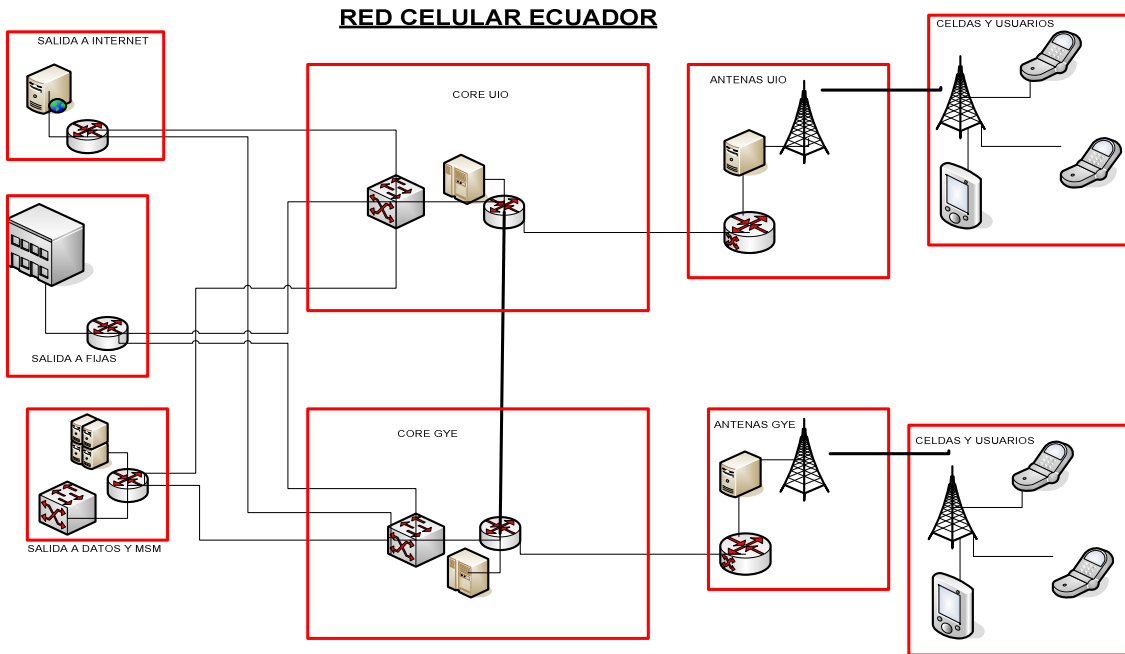 RED CELULAR ECUADOR
SALIDA A INTERNET
CORE UIO
ANTENAS UIO
CELDAS Y USUARIOS
SALIDA A FIJAS
CORE GYE
ANTENAS GYE
CELDAS Y USUARIOS
SALIDA A DATOS Y MSM